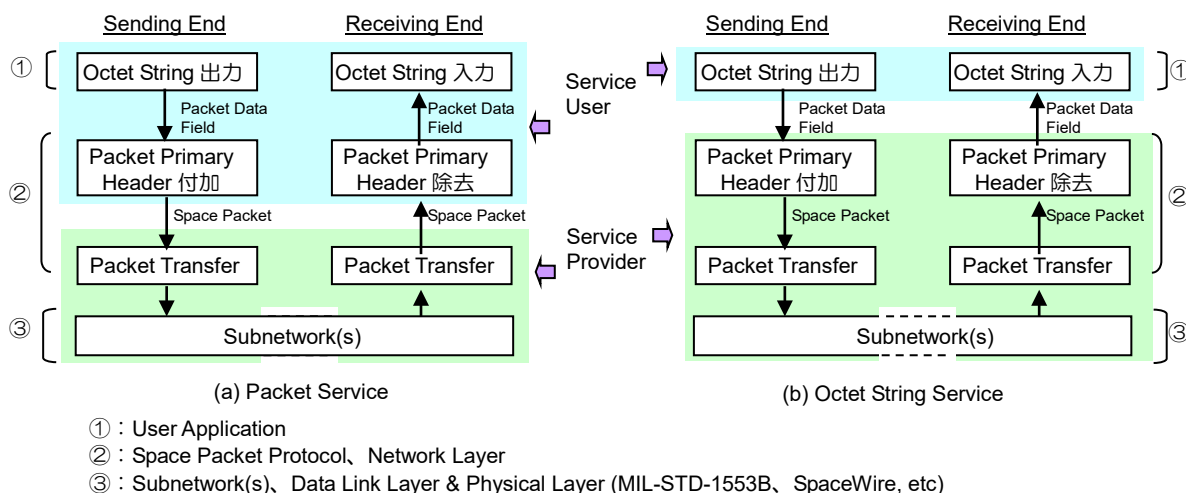 Sending End
Receiving End
①
Octet String 出力
Octet String 入力
Packet Data
Field
Packet Data
Field
②
Packet Primary
Header 付加
Packet Primary
Header 除去
Space Packet
Space Packet
Packet Transfer
Packet Transfer
③
Subnetwork(s)
(a) Packet Service
Service
User
Service
Provider
Sending End
Receiving End
Octet String 出力
Octet String 入力
①
Packet Data
Field
Packet Data
Field
Packet Primary
Header 付加
Packet Primary
Header 除去
②
Space Packet
Space Packet
Packet Transfer
Packet Transfer
Subnetwork(s)
③
(b) Octet String Service
①：User Application
②：Space Packet Protocol、Network Layer
③：Subnetwork(s)、Data Link Layer & Physical Layer (MIL-STD-1553B、SpaceWire, etc)